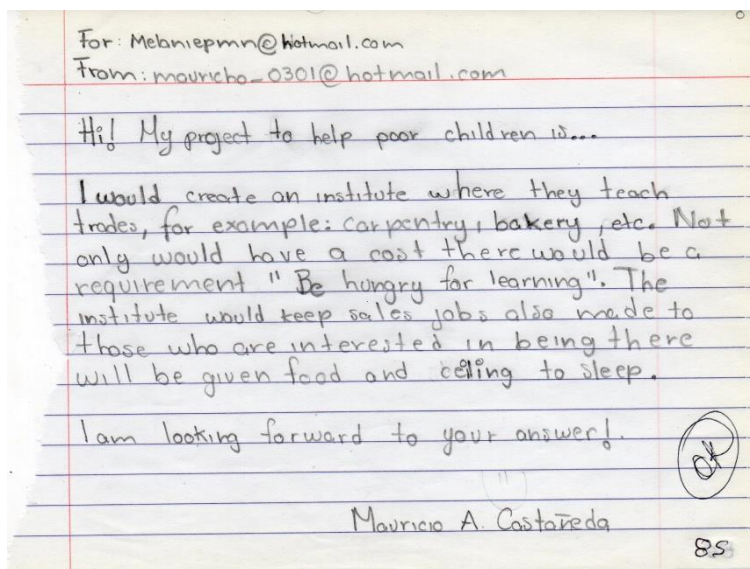 For: Melaniepmn@hotmail.com
From: mauricho_0301@hotmail.com
Hi! My project to help poor children is...
I would create an institute where they teach
trades, for example: carpentry, bakery, etc. Not
only would have a cost there would be a
requirement "Be hungry for learning". The
institute would keep sales jobs also made to
those who are interested in being there
will be given food and ceiling to sleep.
I am looking forward to your answer!.
OK
Mauricio A. Castañeda
85